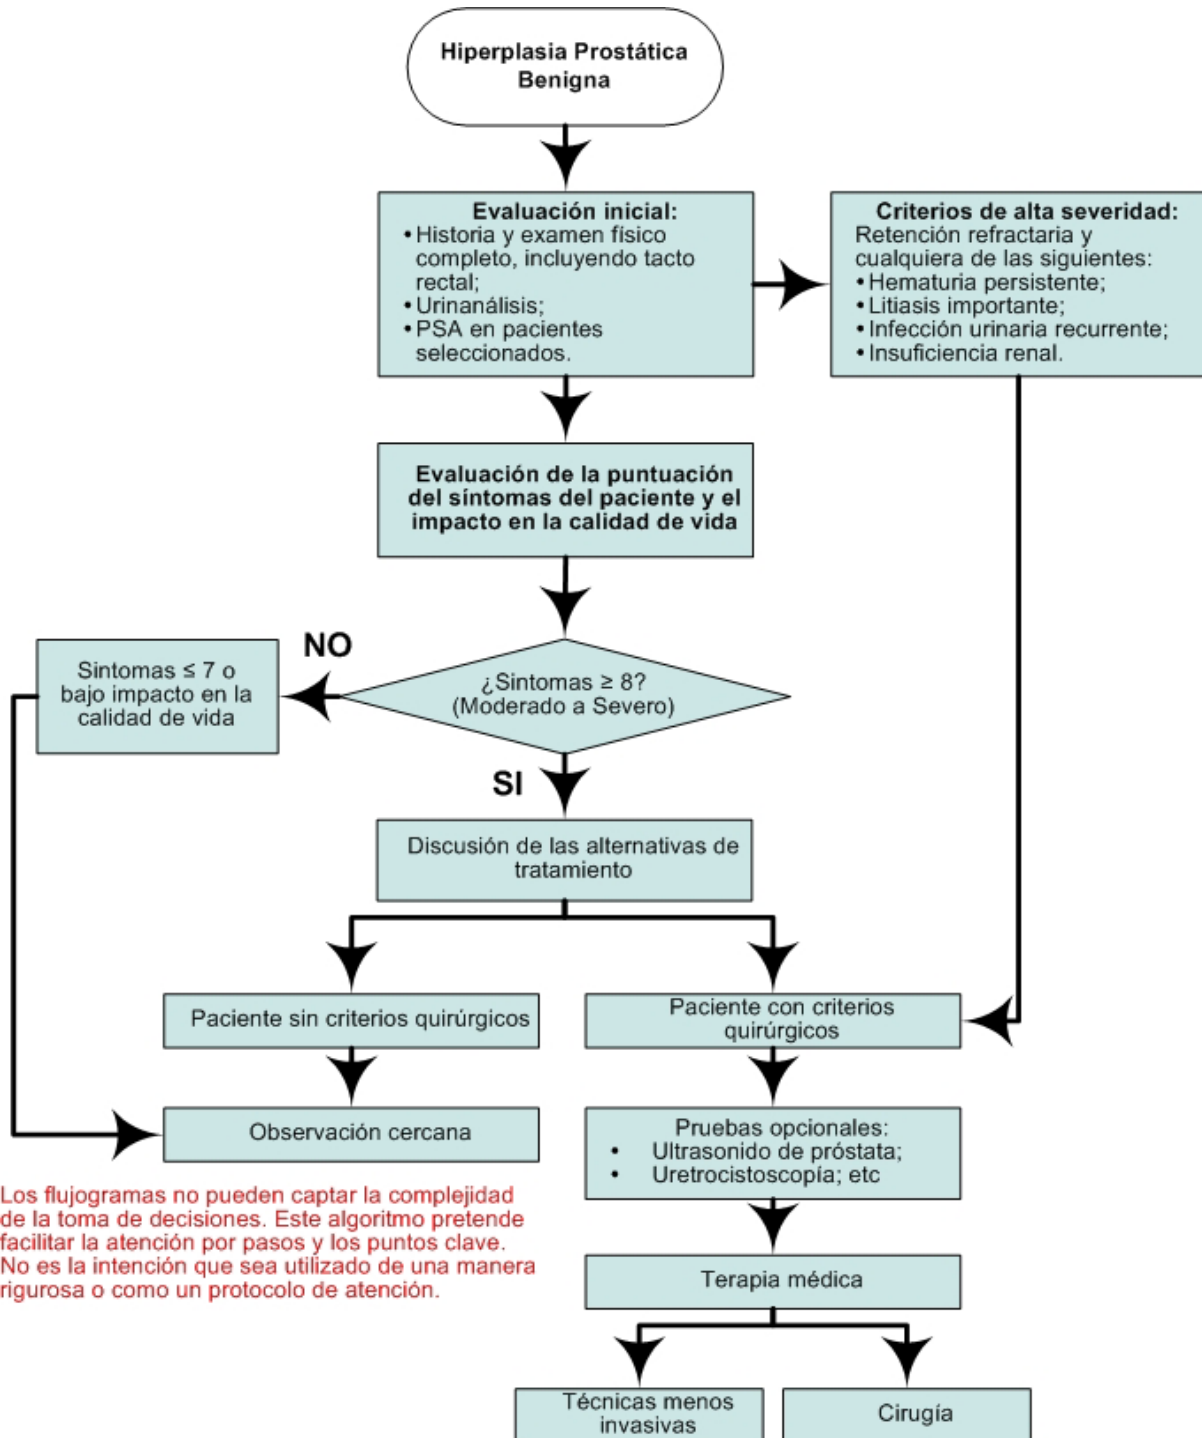 Hiperplasia Prostática
Benigna
Evaluación inicial:
•Historia y examen físico
completo, incluyendo tacto
rectal;
•Urinanálisis;
•PSA en pacientes
seleccionados.
Criterios de alta severidad:
Retención refractaria y
cualquiera de las siguientes:
•Hematuria persistente;
•Litiasis importante;
•Infección urinaria recurrente;
•Insuficiencia renal.
Evaluación de la puntuación
del síntomas del paciente y el
impacto en la calidad de vida
NO
Sintomas ≤ 7 o
bajo impacto en la
calidad de vida
¿Sintomas ≥ 8?
(Moderado a Severo)
SI
Discusión de las alternativas de
tratamiento
Paciente sin criterios quirúrgicos
Paciente con criterios
quirúrgicos
Observación cercana
Pruebas opcionales:
• Ultrasonido de próstata;
• Uretrocistoscopía; etc
Los flujogramas no pueden captar la complejidad
de la toma de decisiones. Este algoritmo pretende
facilitar la atención por pasos y los puntos clave.
No es la intención que sea utilizado de una manera
rigurosa o como un protocolo de atención.
Terapia médica
Técnicas menos
invasivas
Cirugía